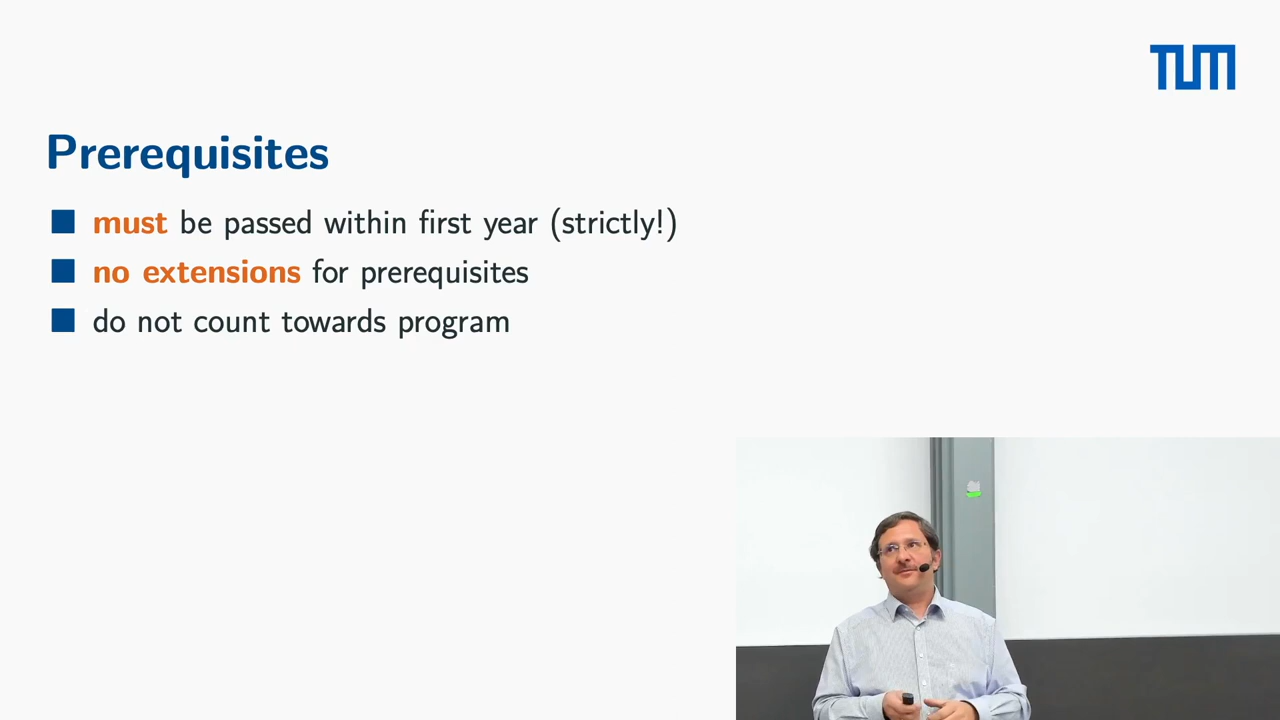 TUM
Prerequisites
must be passed within first year (strictly!)
no extensions for prerequisites
do not count towards program